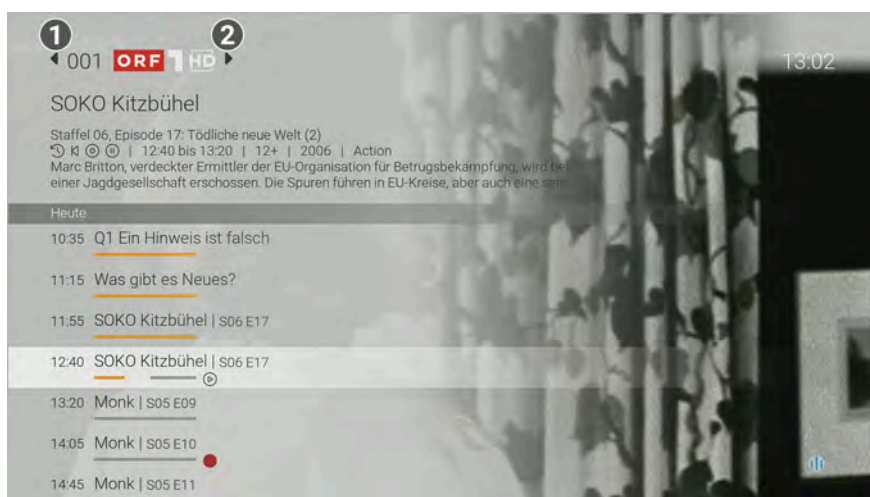 1 2
001 ORF 1 HD 13:02
SOKO Kitzbühel
Staffel 06, Episode 17: Tödliche neue Welt (2)
| 12:40 bis 13:20 | 12+ | 2006 | Action
Marc Britton, verdeckter Ermittler der EU-Organisation für Betrugsbekämpfung, wird bei
einer Jagdgesellschaft erschossen. Die Spuren führen in EU-Kreise, aber auch eine
Heute
10:35 Q1 Ein Hinweis ist falsch
11:15 Was gibt es Neues?
11:55 SOKO Kitzbühel | S06 E17
12:40 SOKO Kitzbühel | S06 E17
13:20 Monk | S05 E09
14:05 Monk | S05 E10
14:45 Monk | S05 E11